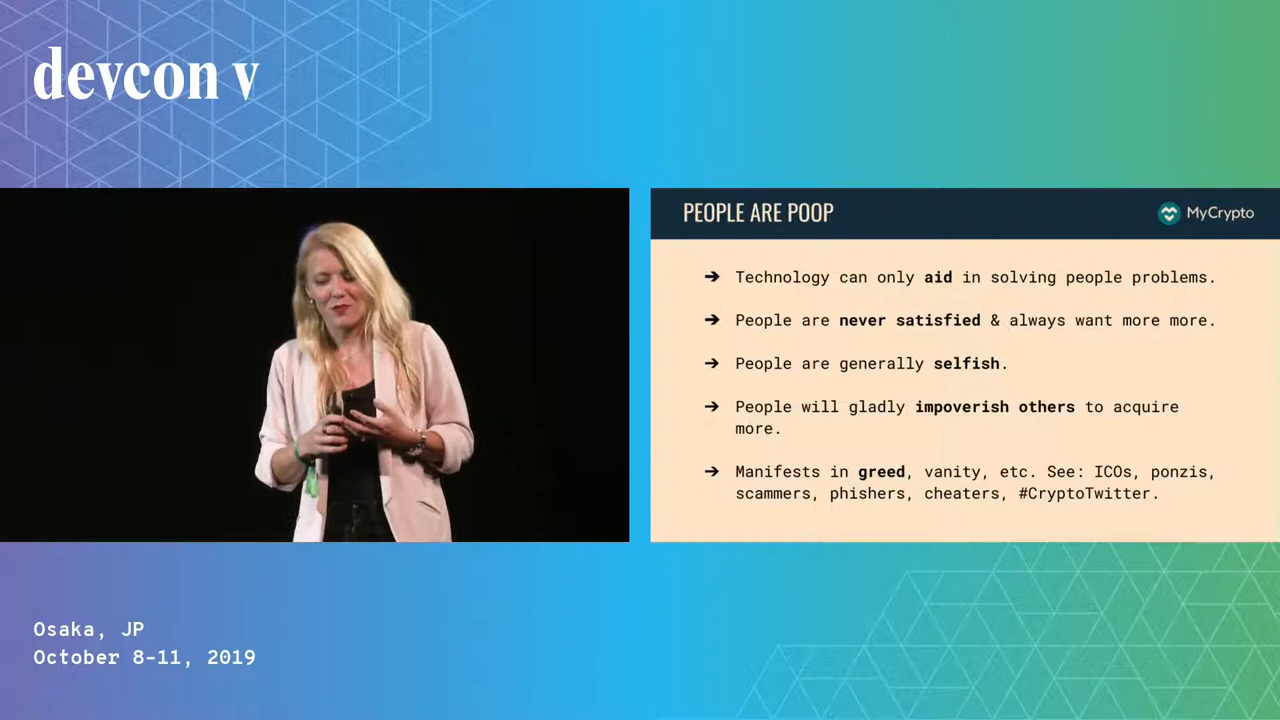 devcon v
PEOPLE ARE POOP
MyCrypto
➔ Technology can only aid in solving people problems.
➔ People are never satisfied & always want more more.
➔ People are generally selfish.
➔ People will gladly impoverish others to acquire
more.
➔ Manifests in greed, vanity, etc. See: ICOs, ponzis,
scammers, phishers, cheaters, #CryptoTwitter.
Osaka, JP
October 8-11, 2019